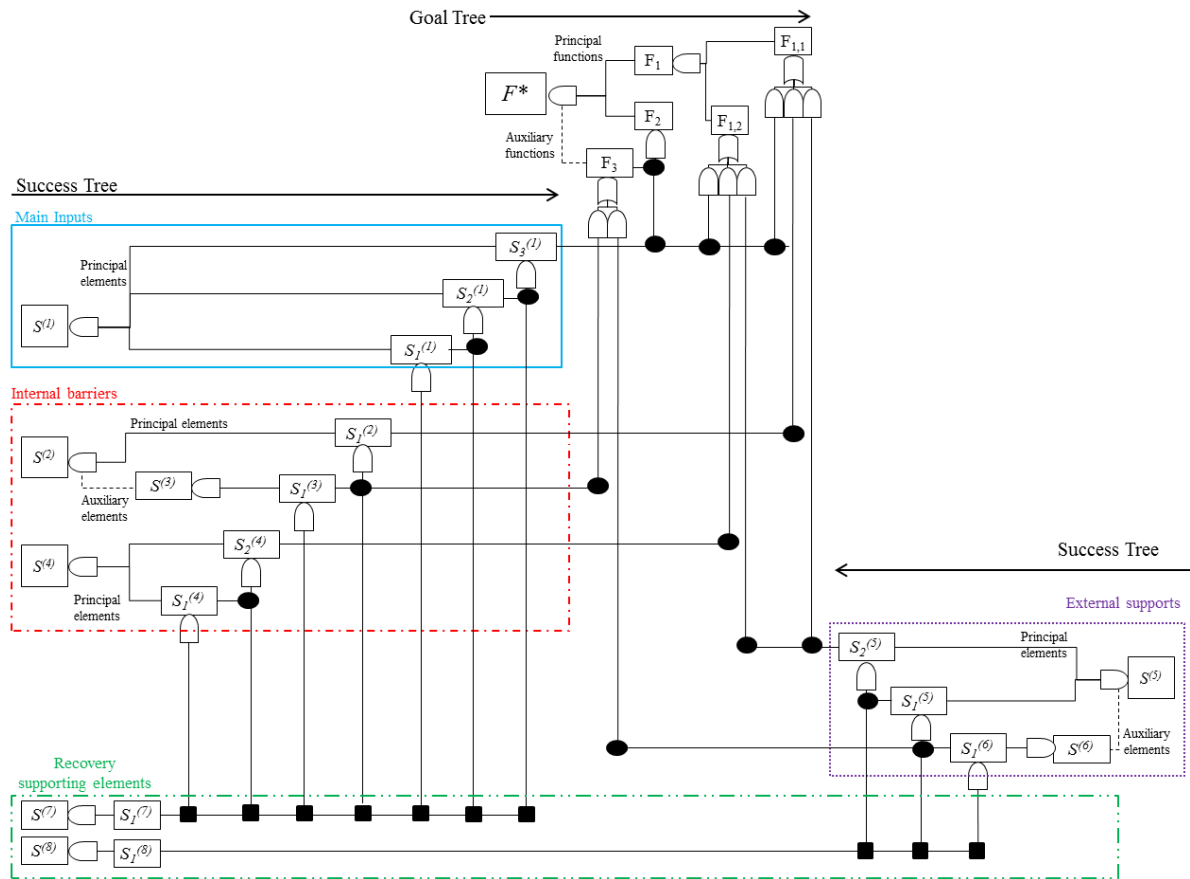 Goal Tree
Principal
functions
F₁
F₁,₁
F*
F₂
F₁,₂
Auxiliary
functions
F₃
Success Tree
Main Inputs
S₃⁽¹⁾
Principal
elements
S₂⁽¹⁾
S⁽¹⁾
S₁⁽¹⁾
Internal barriers
Principal elements
S₁⁽²⁾
S⁽²⁾
S⁽³⁾
S₁⁽³⁾
Auxiliary
elements
S₂⁽⁴⁾
S⁽⁴⁾
Principal
elements
S₁⁽⁴⁾
Success Tree
External supports
S₂⁽⁵⁾
Principal
elements
S⁽⁵⁾
S₁⁽⁵⁾
S₁⁽⁶⁾
S⁽⁶⁾
Auxiliary
elements
Recovery
supporting elements
S⁽⁷⁾
S₁⁽⁷⁾
S⁽⁸⁾
S₁⁽⁸⁾